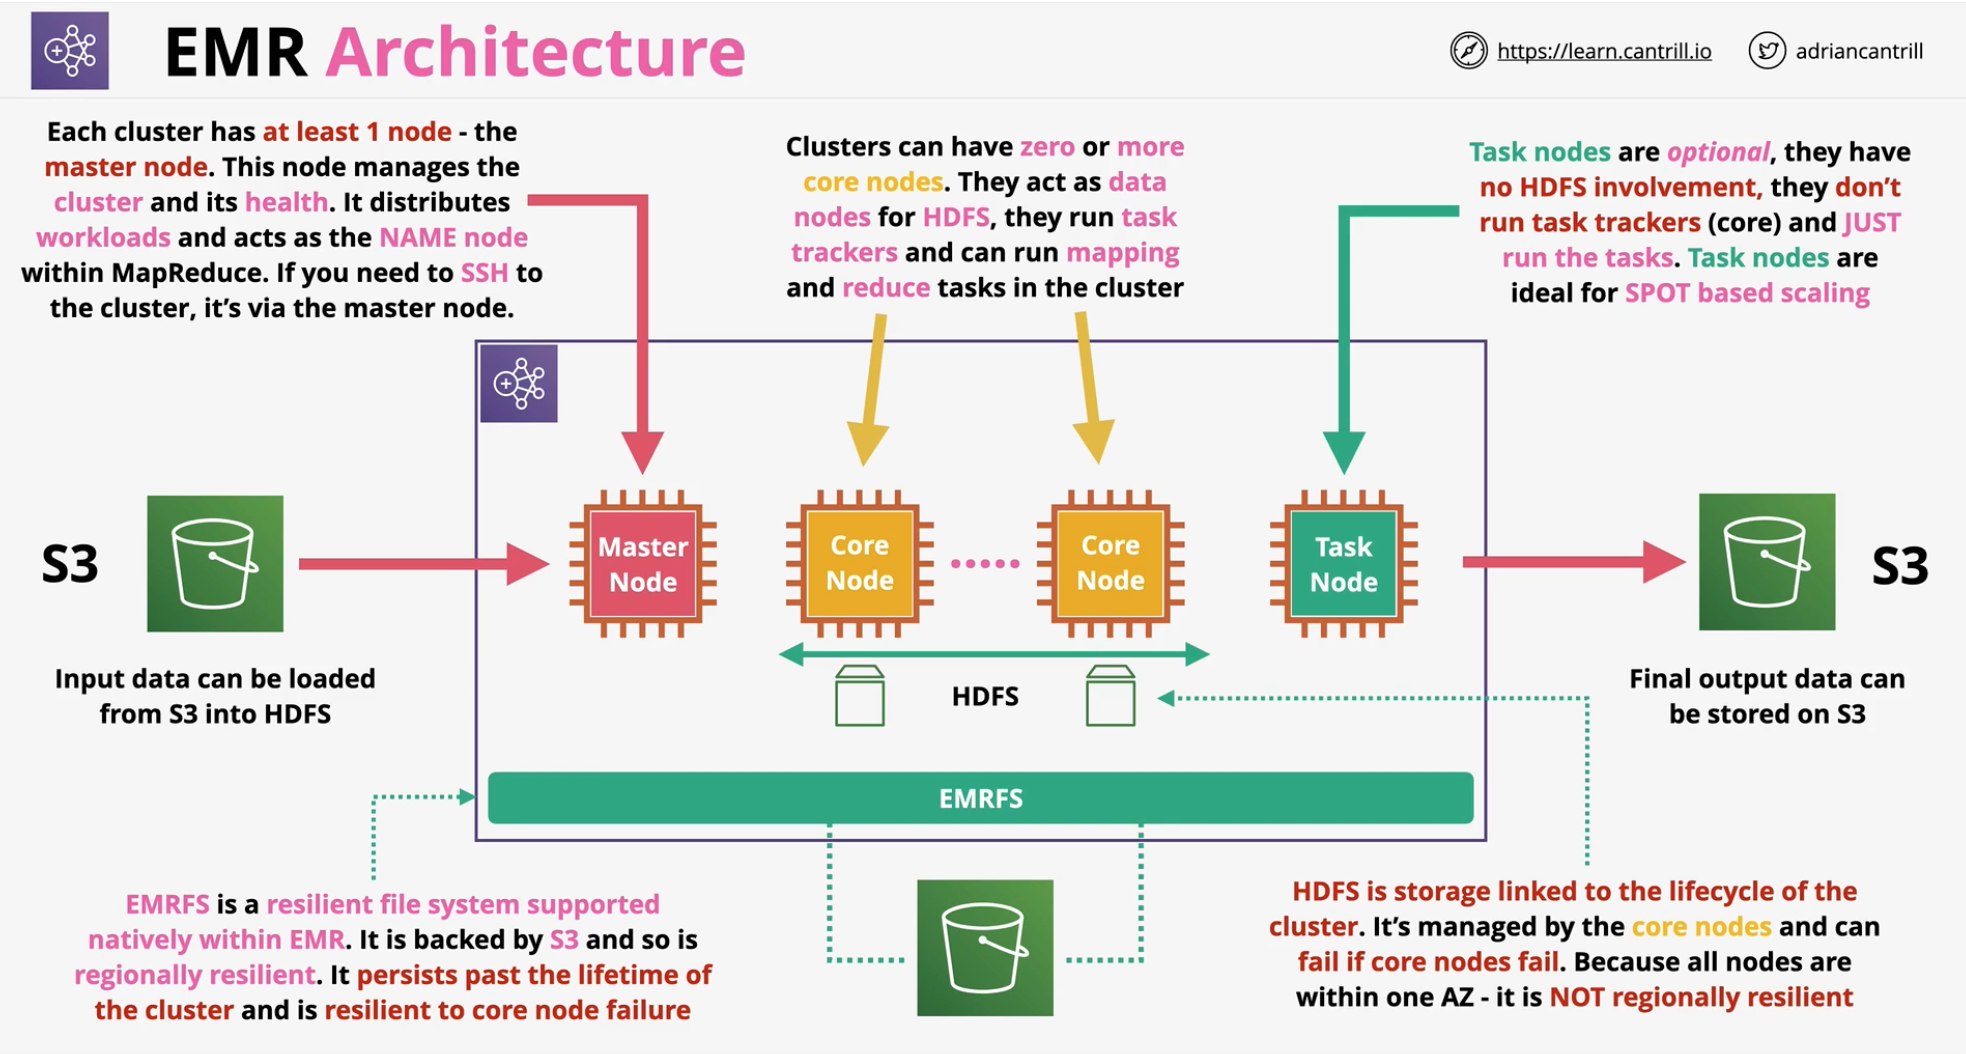 EMR Architecture
https://learn.cantrill.io
adriancantrill
Each cluster has at least 1 node - the
master node. This node manages the
cluster and its health. It distributes
workloads and acts as the NAME node
within MapReduce. If you need to SSH to
the cluster, it's via the master node.
Clusters can have zero or more
core nodes. They act as data
nodes for HDFS, they run task
trackers and can run mapping
and reduce tasks in the cluster
Task nodes are optional, they have
no HDFS involvement, they don't
run task trackers (core) and JUST
run the tasks. Task nodes are
ideal for SPOT based scaling
S3
Master
Node
Core
Node
Core
Node
Task
Node
S3
Input data can be loaded
from S3 into HDFS
HDFS
Final output data can
be stored on S3
EMRFS
EMRFS is a resilient file system supported
natively within EMR. It is backed by S3 and so is
regionally resilient. It persists past the lifetime of
the cluster and is resilient to core node failure
HDFS is storage linked to the lifecycle of the
cluster. It's managed by the core nodes and can
fail if core nodes fail. Because all nodes are
within one AZ - it is NOT regionally resilient